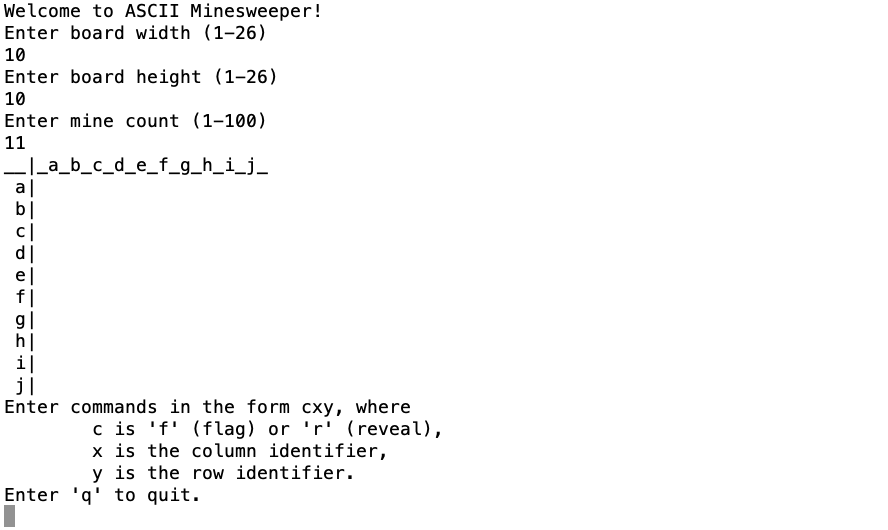 Welcome to ASCII Minesweeper!
Enter board width (1-26)
10
Enter board height (1-26)
10
Enter mine count (1-100)
11
__|_a_b_c_d_e_f_g_h_i_j_
 a|
 b|
 c|
 d|
 e|
 f|
 g|
 h|
 i|
 j|
Enter commands in the form cxy, where
        c is 'f' (flag) or 'r' (reveal),
        x is the column identifier,
        y is the row identifier.
Enter 'q' to quit.